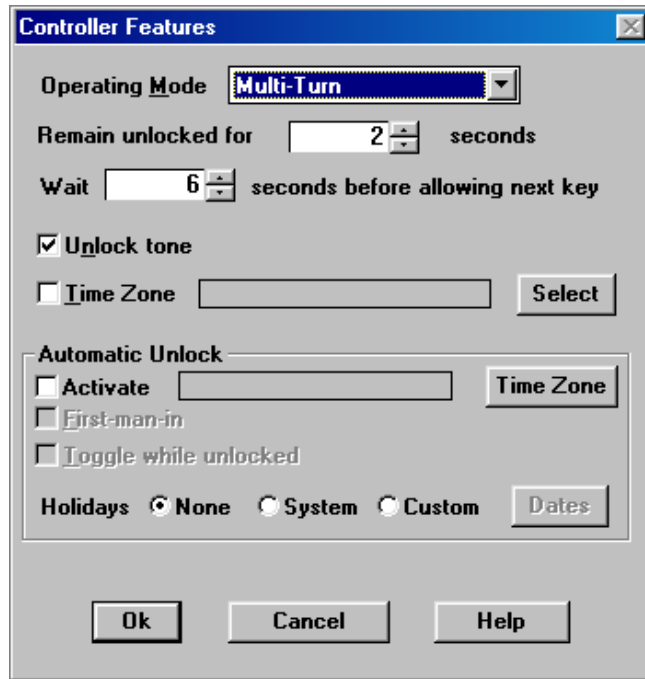 Controller Features
Operating Mode Multi-Turn
Remain unlocked for 2 seconds
Wait 6 seconds before allowing next key
Unlock tone
Time Zone Select
Automatic Unlock
Activate Time Zone
First-man-in
Toggle while unlocked
Holidays None System Custom Dates
Ok Cancel Help